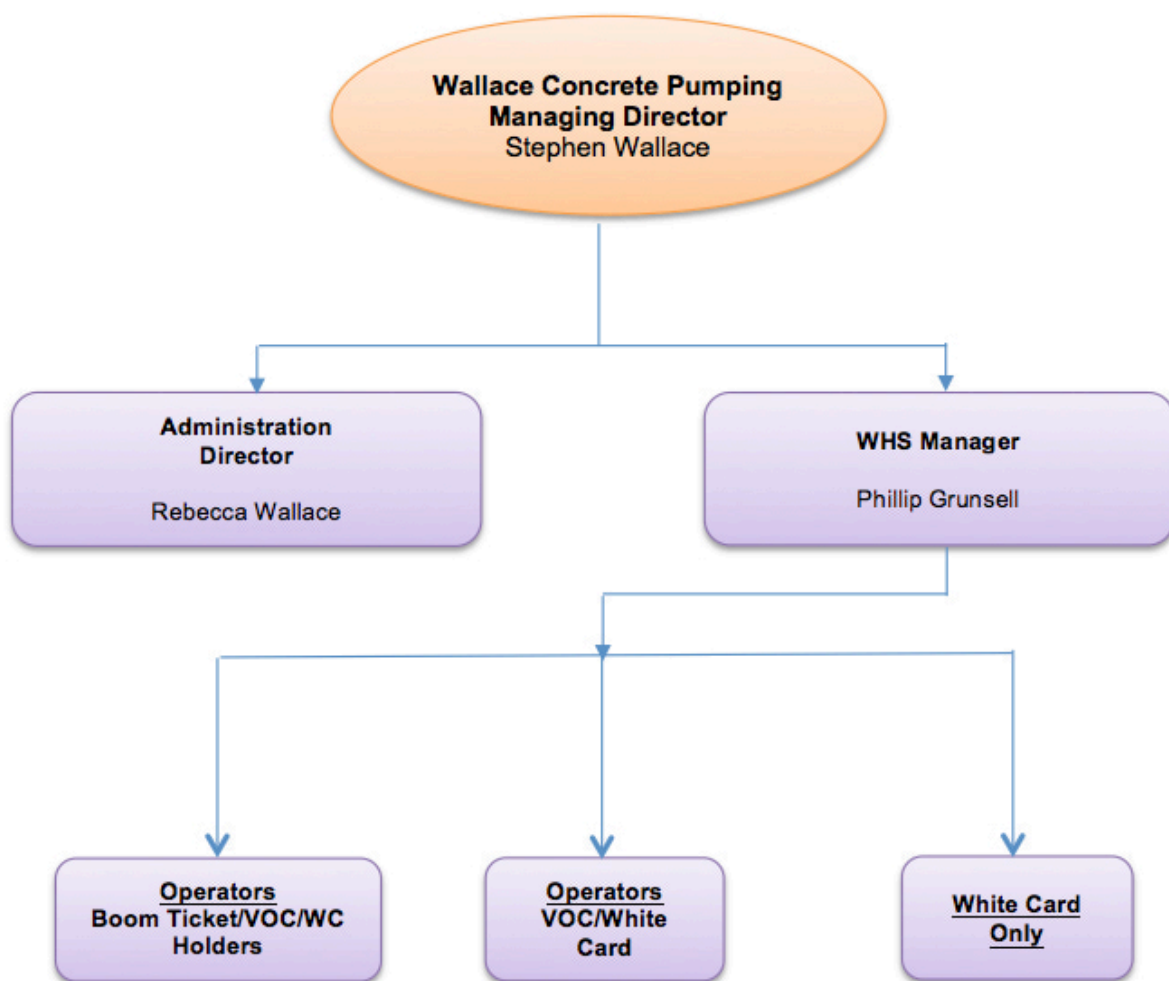 Wallace Concrete Pumping
Managing Director
Stephen Wallace
Administration
Director
Rebecca Wallace
WHS Manager
Phillip Grunsell
Operators
Boom Ticket/VOC/WC
Holders
Operators
VOC/White
Card
White Card
Only